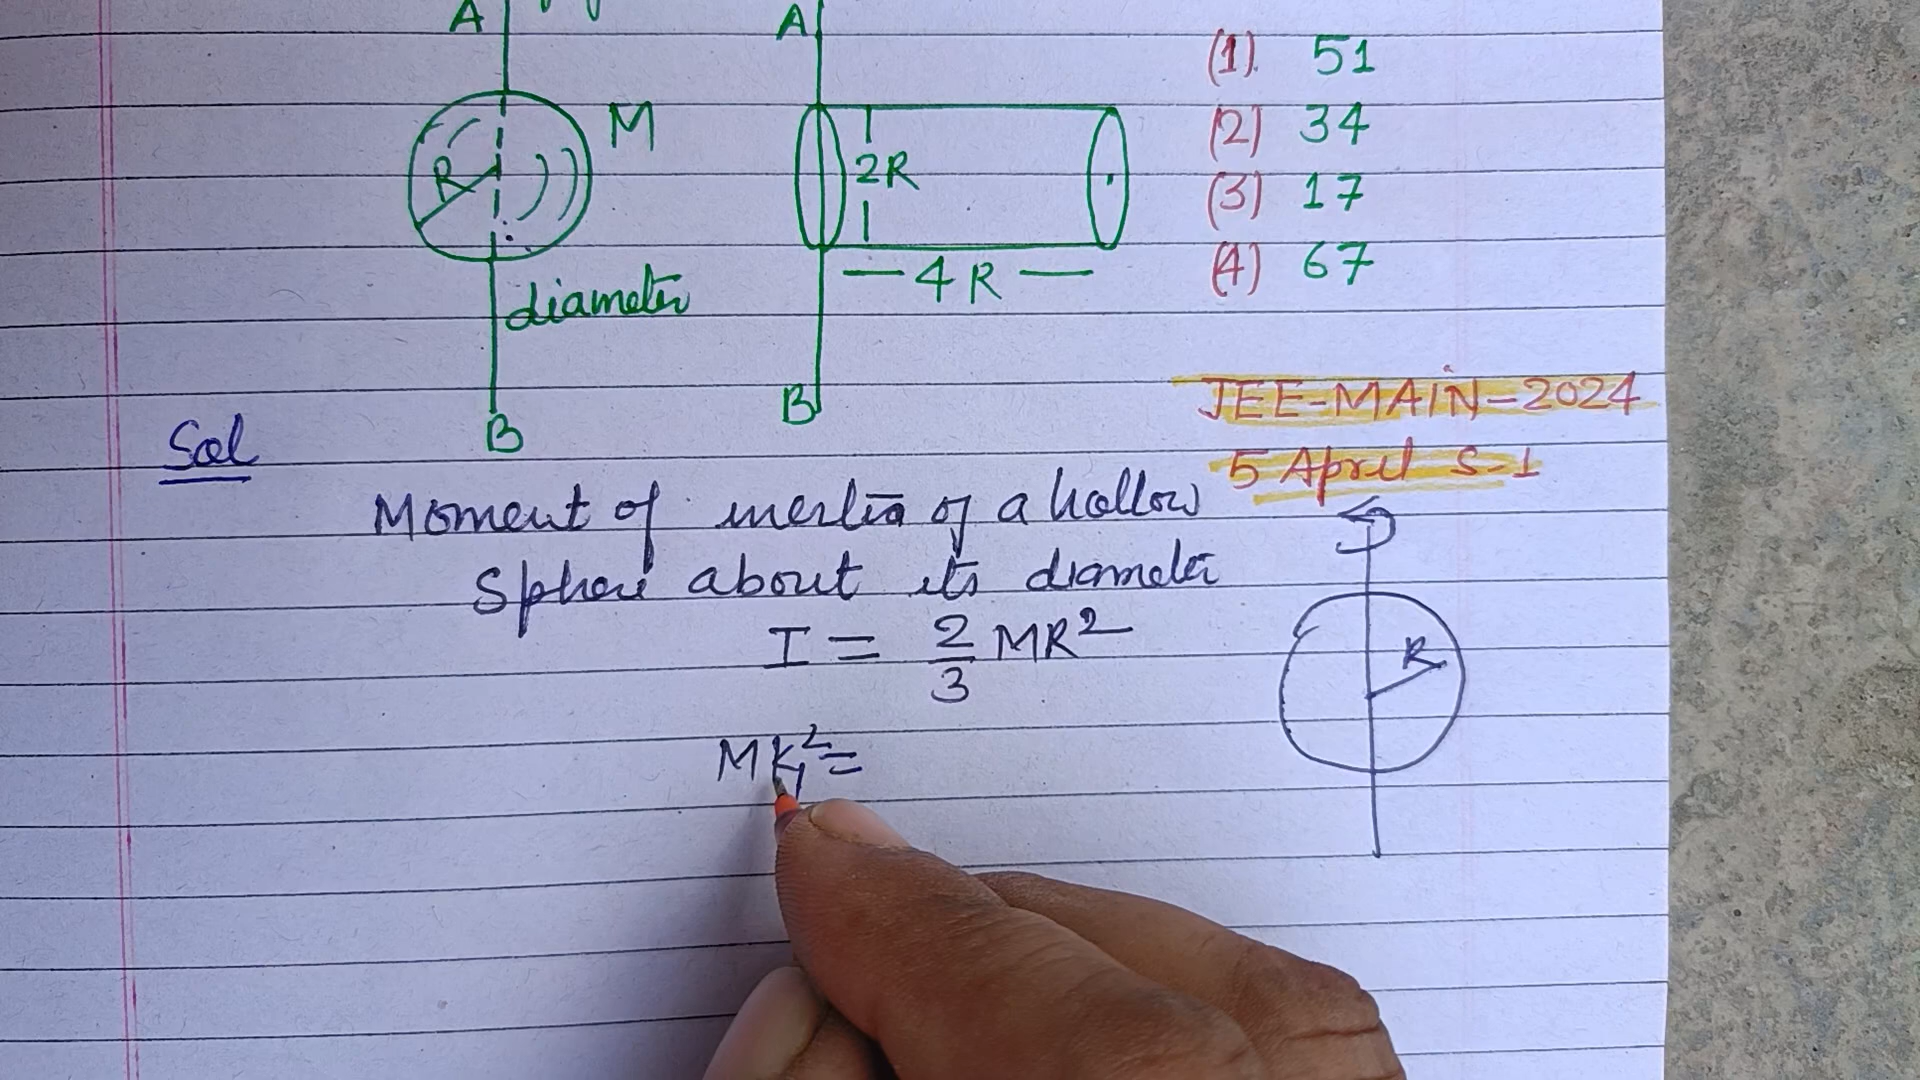 A
A
M
R
2R
4R
diameter
B
B
(1) 51
(2) 34
(3) 17
(4) 67
JEE-MAIN-2024
5 April S-1
Sol
Moment of inertia of a hollow
Sphere about its diameter
I = 2/3 MR²
R
MK₁² =